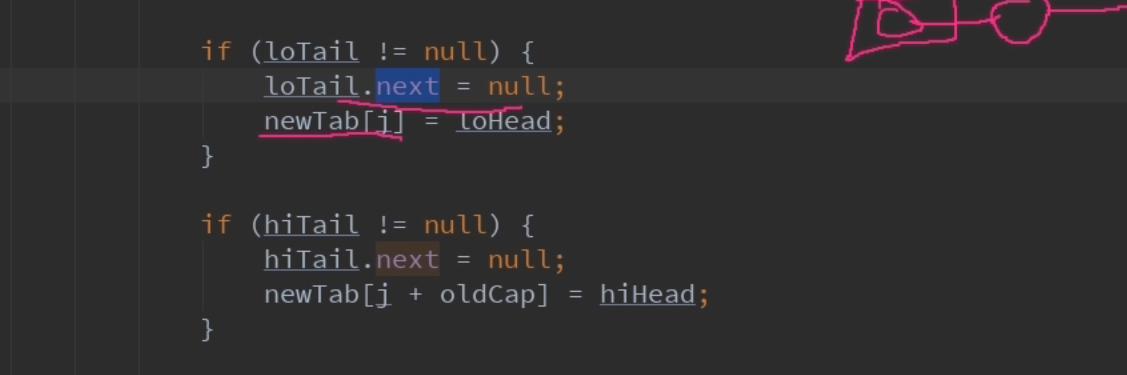 if (loTail != null) {
loTail.next = null;
newTab[j] = loHead;
}
if (hiTail != null) {
hiTail.next = null;
newTab[j + oldCap] = hiHead;
}